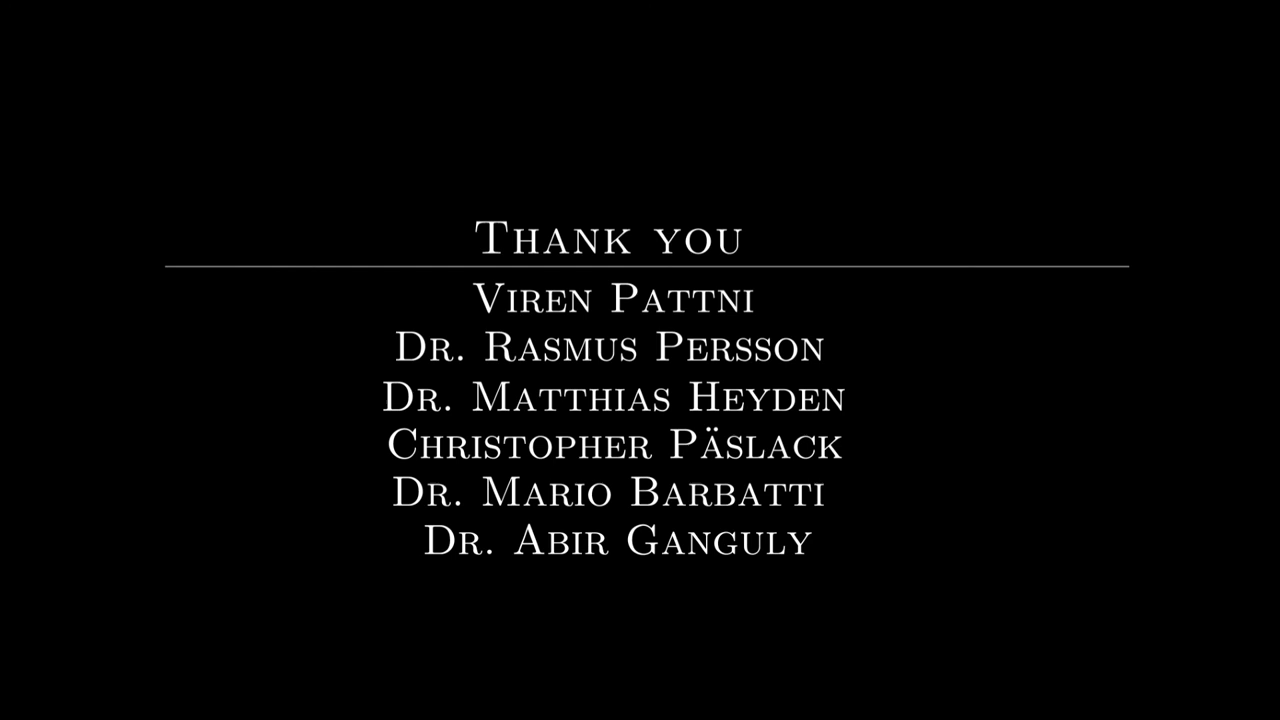 Thank you
Viren Pattni
Dr. Rasmus Persson
Dr. Matthias Heyden
Christopher Päslack
Dr. Mario Barbatti
Dr. Abir Ganguly